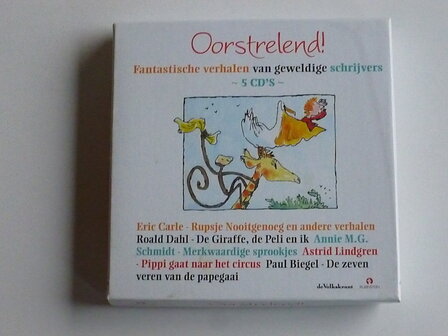 Oorstrelend!
Fantastische verhalen van geweldige schrijvers
~ 5 CD'S ~
Eric Carle - Rupsje Nooitgenoeg en andere verhalen
Roald Dahl - De Giraffe, de Peli en ik Annie M.G.
Schmidt - Merkwaardige sprookjes Astrid Lindgren
- Pippi gaat naar het circus Paul Biegel - De zeven
veren van de papegaai
de Volkskrant